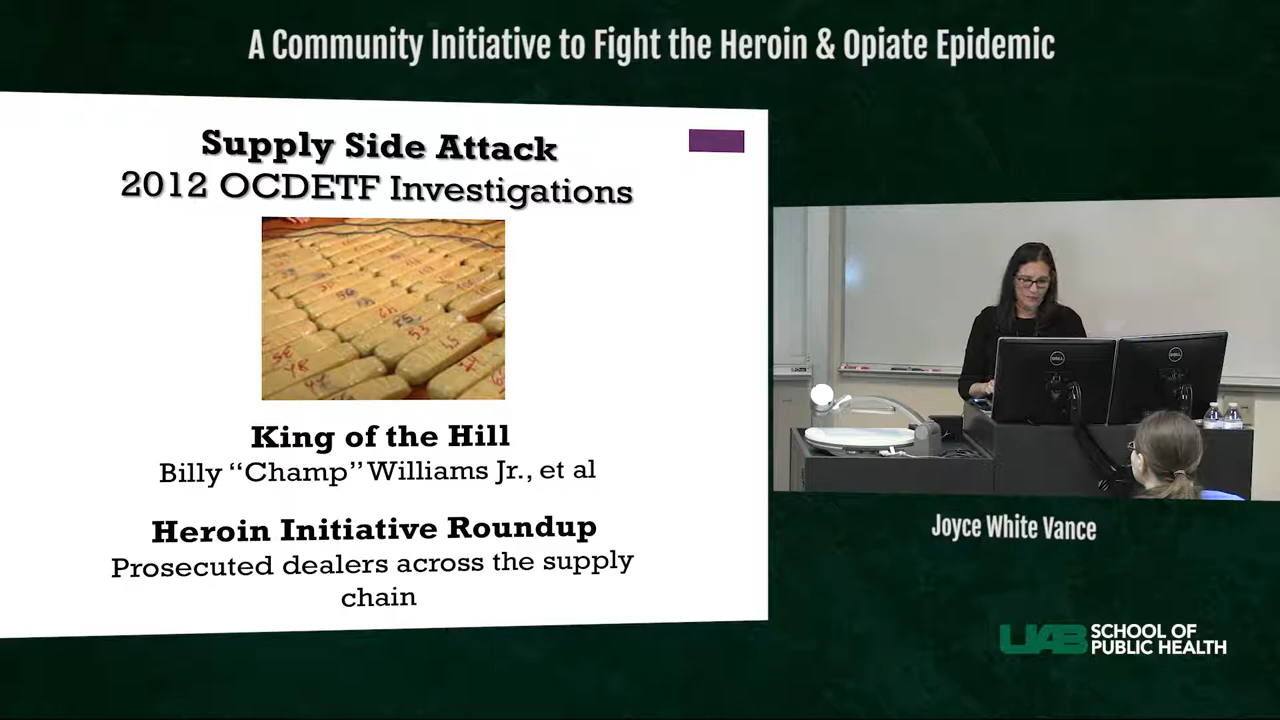 A Community Initiative to Fight the Heroin & Opiate Epidemic
Supply Side Attack
2012 OCDETF Investigations
King of the Hill
Billy “Champ” Williams Jr., et al
Heroin Initiative Roundup
Prosecuted dealers across the supply
chain
DELL
DELL
Joyce White Vance
UAB SCHOOL OF
PUBLIC HEALTH